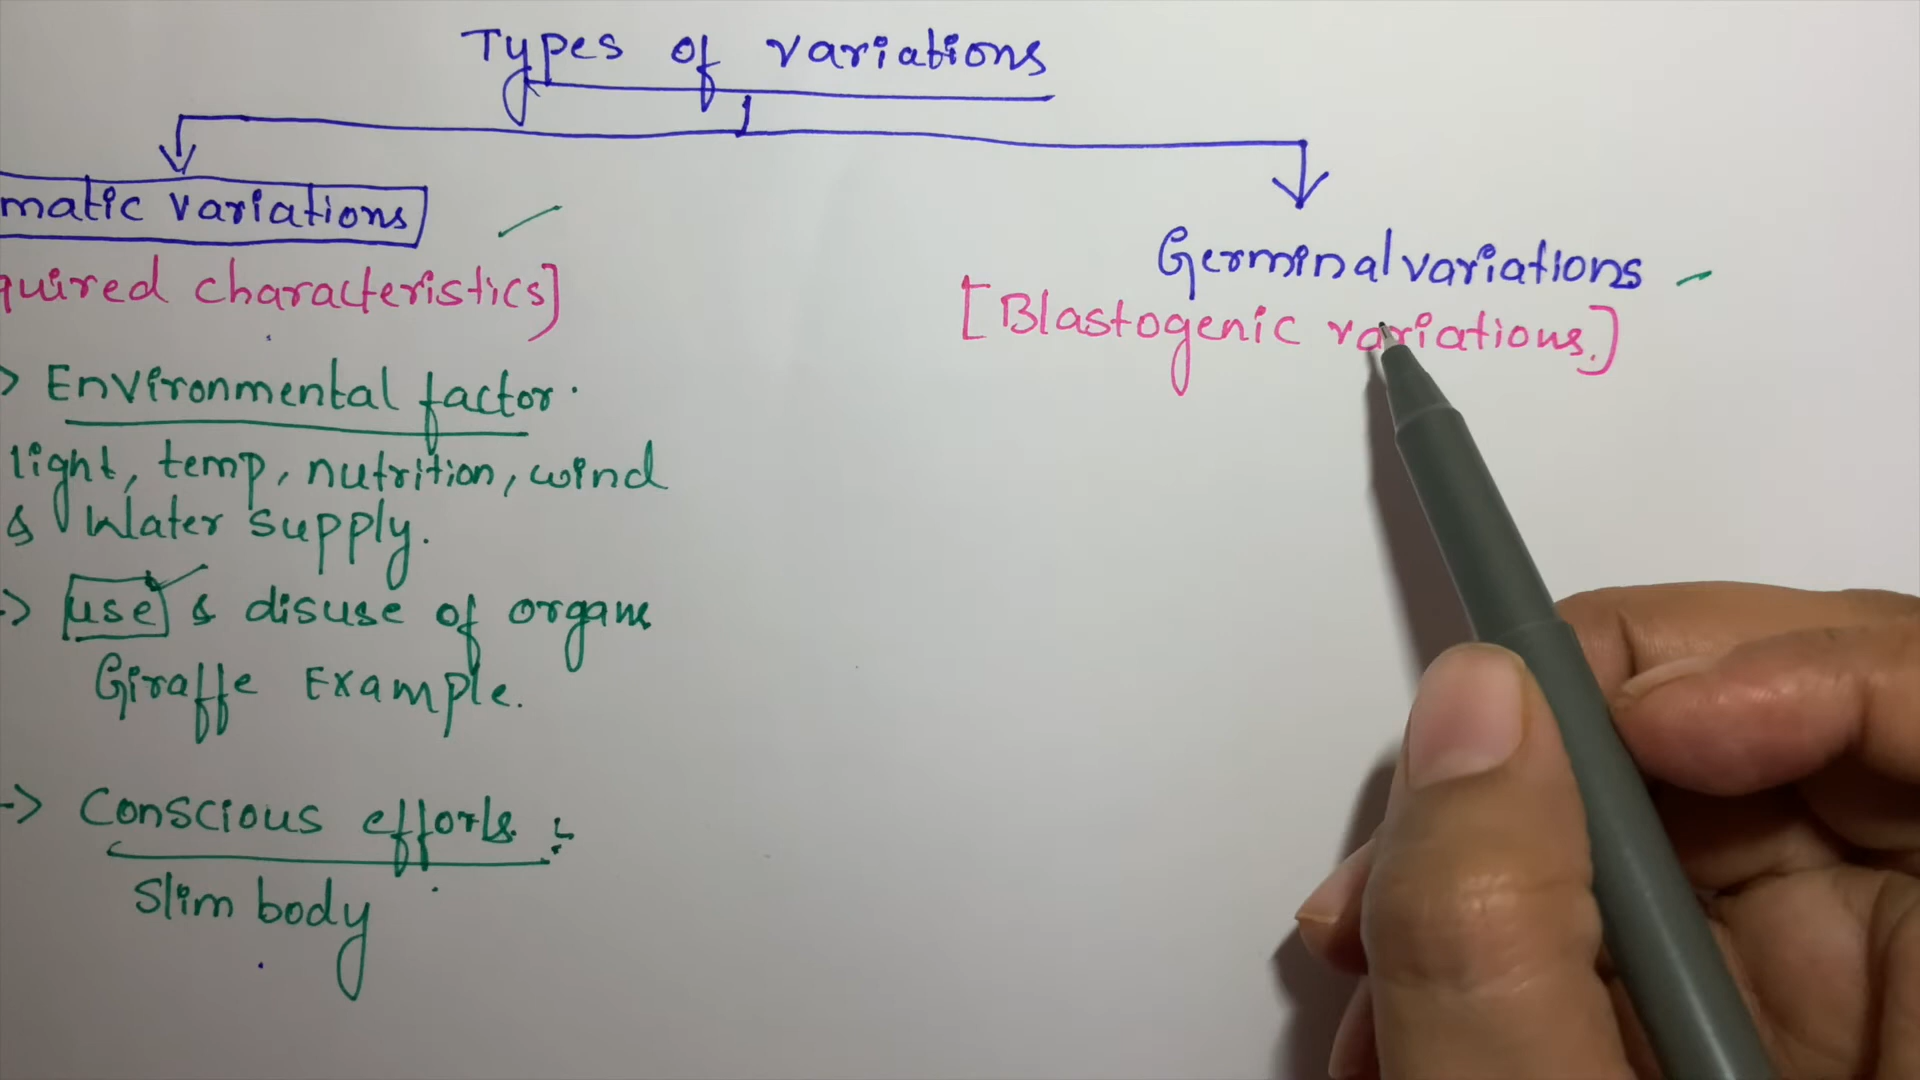 Types of variations
matic variations
quired characteristics]
> Environmental factor.
light, temp, nutrition, wind
& Water supply.
-> use & disuse of organs
Giraffe Example.
-> Conscious efforts :
Slim body
Germinal variations
[Blastogenic variations.]